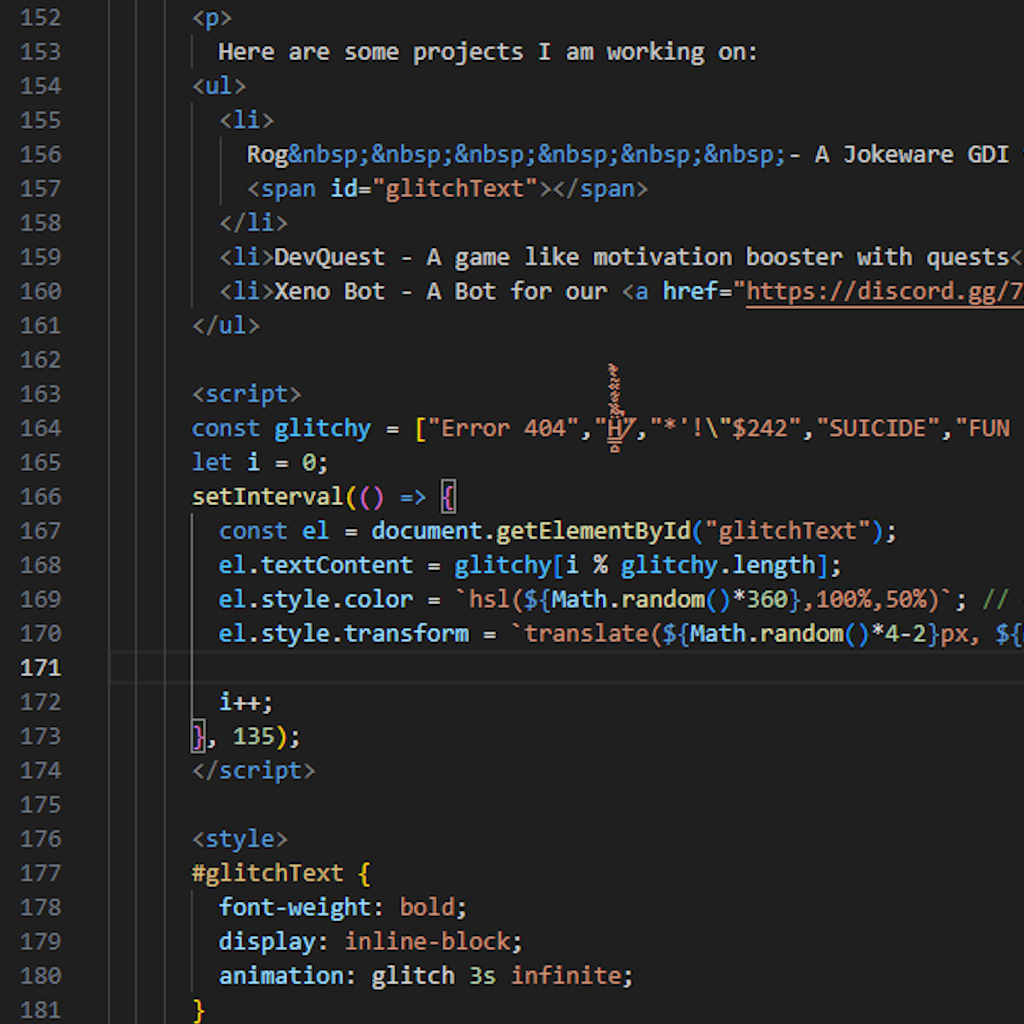 152 <p>
153 Here are some projects I am working on:
154 <ul>
155 <li>
156 Rog&nbsp;&nbsp;&nbsp;&nbsp;&nbsp;&nbsp;- A Jokeware GDI
157 <span id="glitchText"></span>
158 </li>
159 <li>DevQuest - A game like motivation booster with quests<
160 <li>Xeno Bot - A Bot for our <a href="https://discord.gg/7
161 </ul>
162
163 <script>
164 const glitchy = ["Error 404","H","*'!\"$242","SUICIDE","FUN
165 let i = 0;
166 setInterval(() => {
167 const el = document.getElementById("glitchText");
168 el.textContent = glitchy[i % glitchy.length];
169 el.style.color = `hsl(${Math.random()*360},100%,50%)`; //
170 el.style.transform = `translate(${Math.random()*4-2}px, ${
171
172 i++;
173 }, 135);
174 </script>
175
176 <style>
177 #glitchText {
178 font-weight: bold;
179 display: inline-block;
180 animation: glitch 3s infinite;
181 }